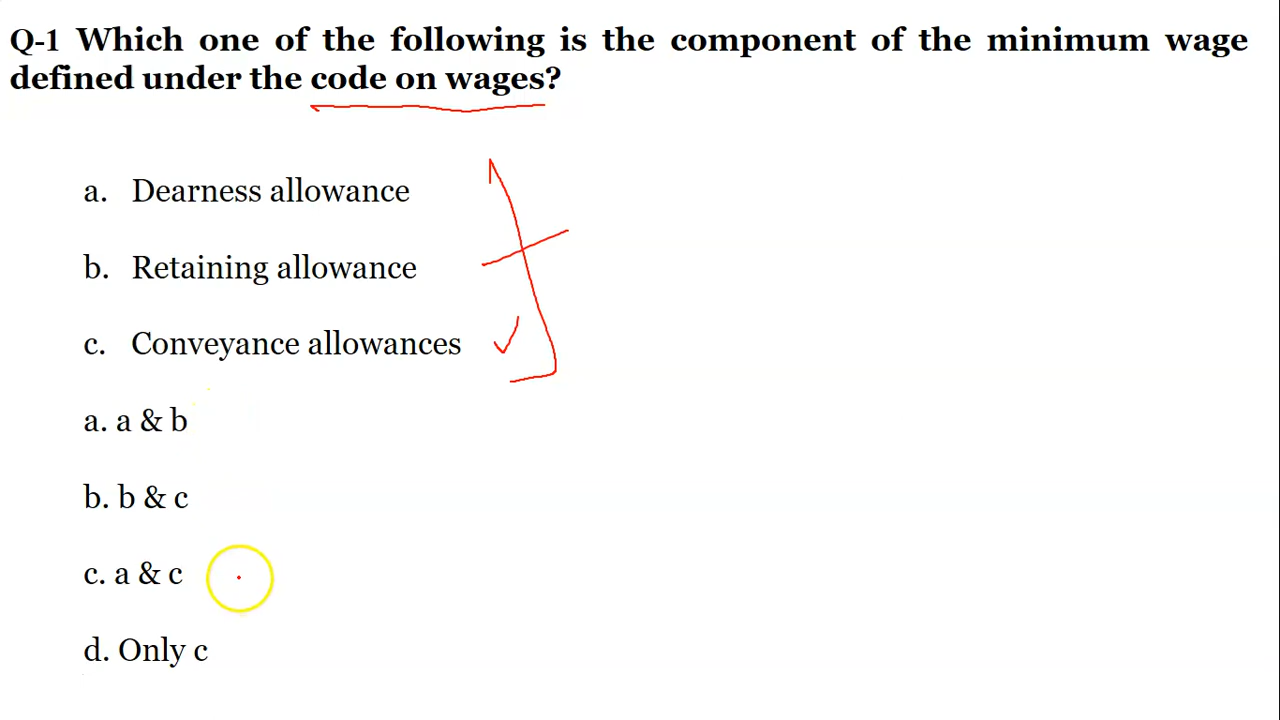 Q-1 Which one of the following is the component of the minimum wage
defined under the code on wages?
a. Dearness allowance
b. Retaining allowance
c. Conveyance allowances
a. a & b
b. b & c
c. a & c
d. Only c